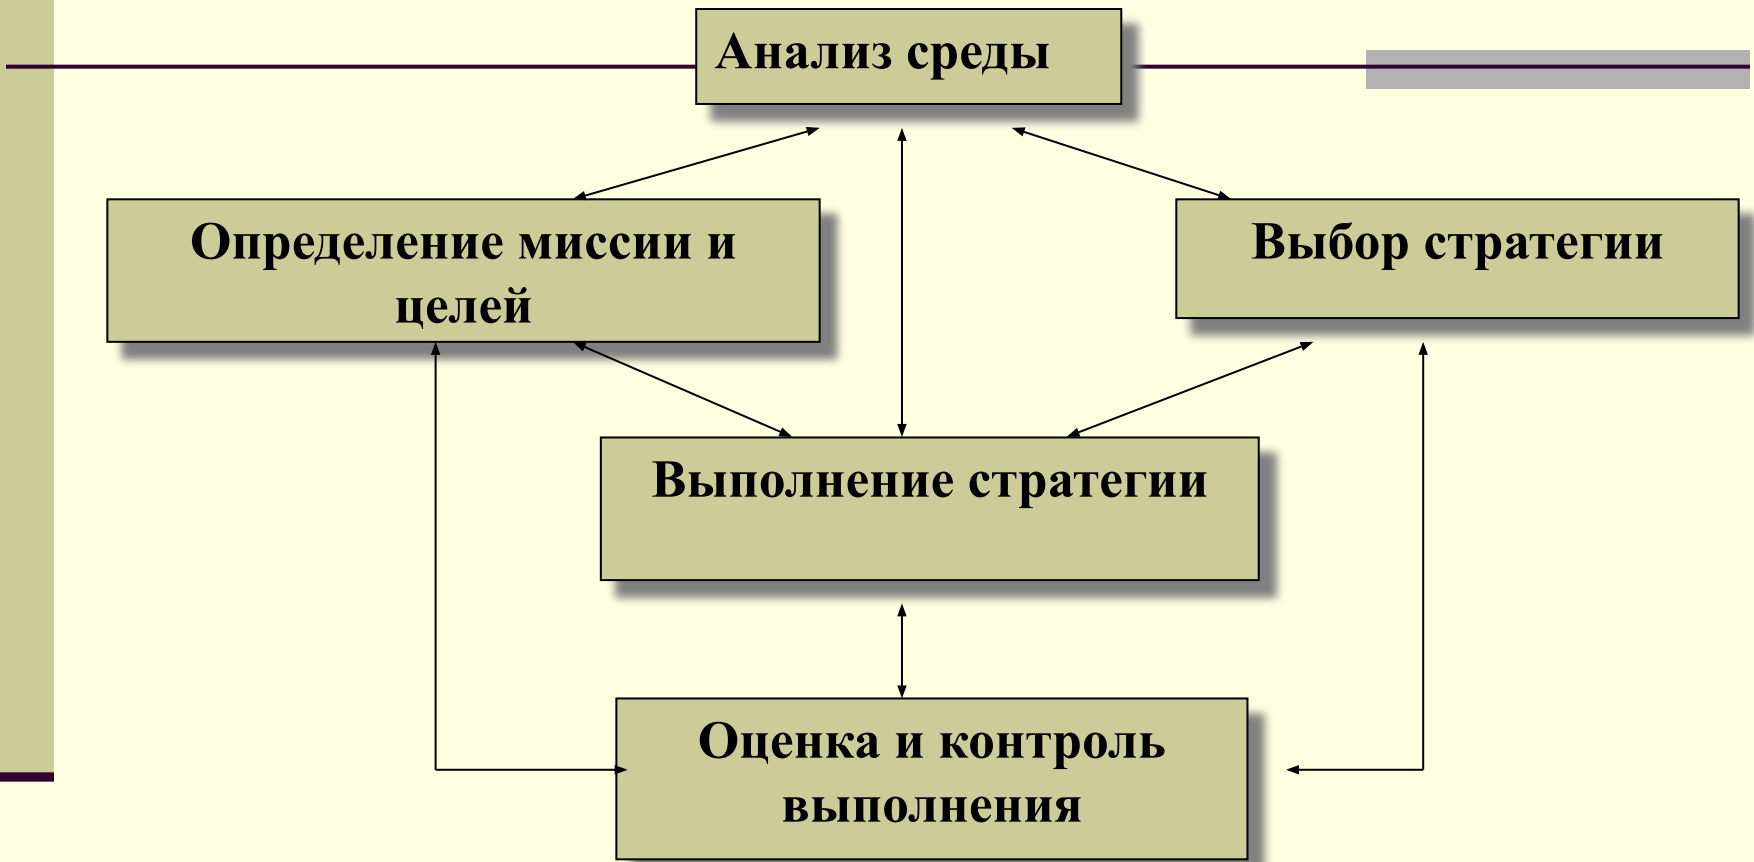 Анализ среды
Определение миссии и
целей
Выбор стратегии
Выполнение стратегии
Оценка и контроль
выполнения